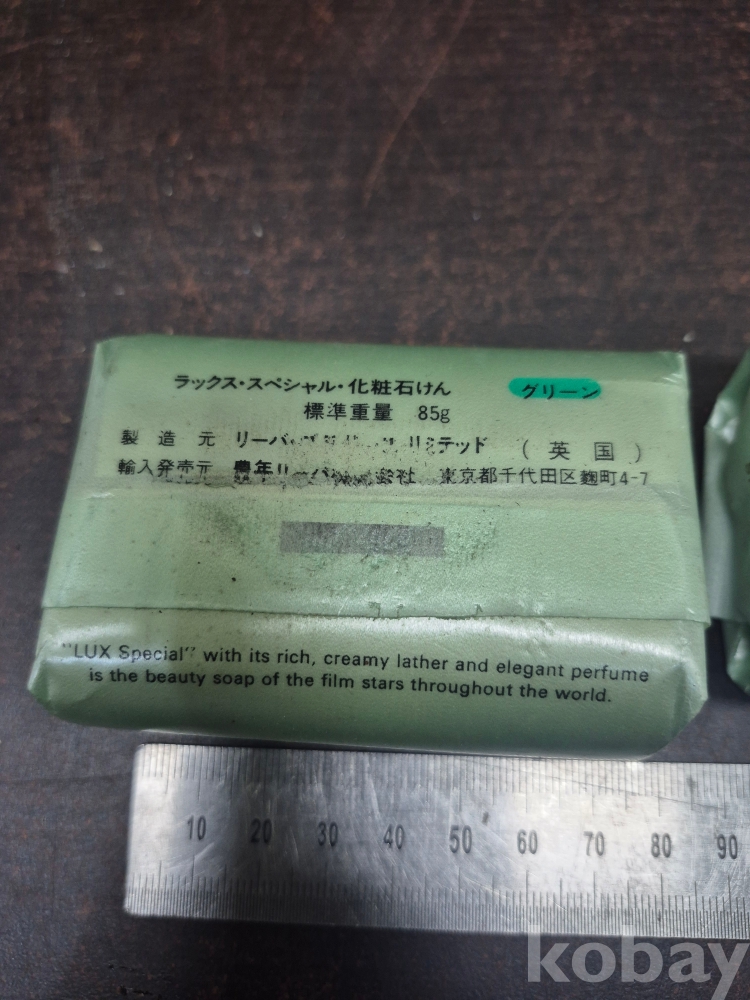 ラックス・スペシャル・化粧石けん グリーン
標準重量 85g
製造元 リミテッド (英国)
輸入発売元 東京都千代田区麹町4-7
"LUX Special" with its rich, creamy lather and elegant perfume
is the beauty soap of the film stars throughout the world.
10 20 30 40 50 60 70 80 90
kobay